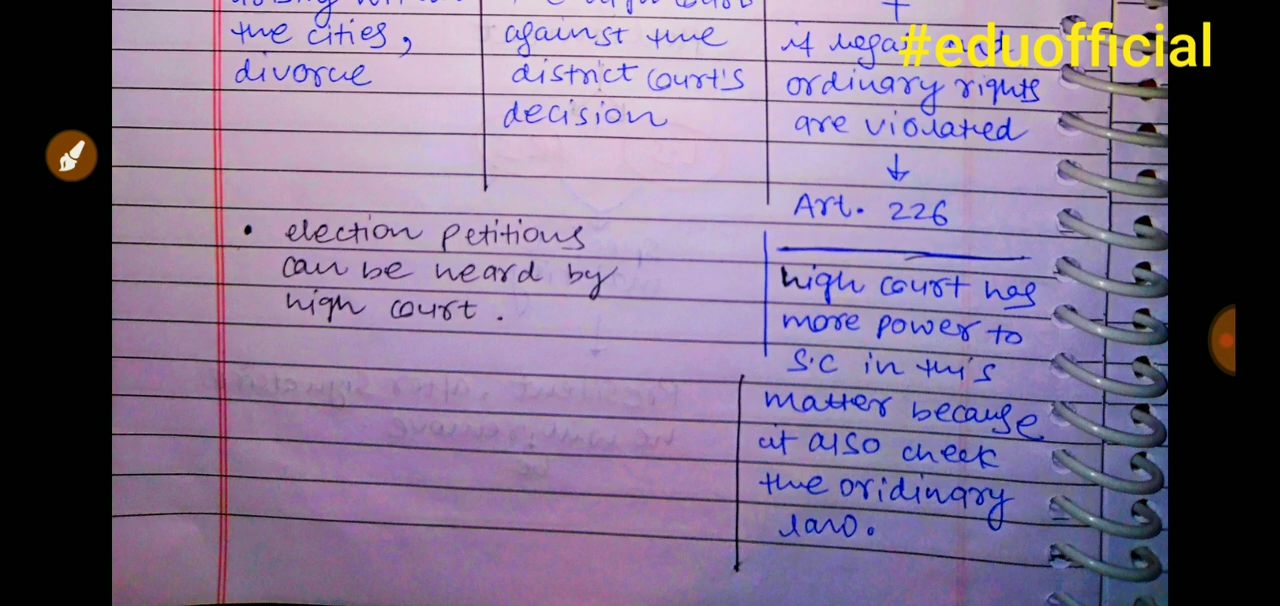 the cities,
divorce
against the
district court's
decision
+
if legal and
ordinary rights
are violated
↓
Art. 226
#eduofficial
• election petitions
can be heard by
high court.
high court has
more power to
S.C in this
matter because
it also check
the oridinary
law.